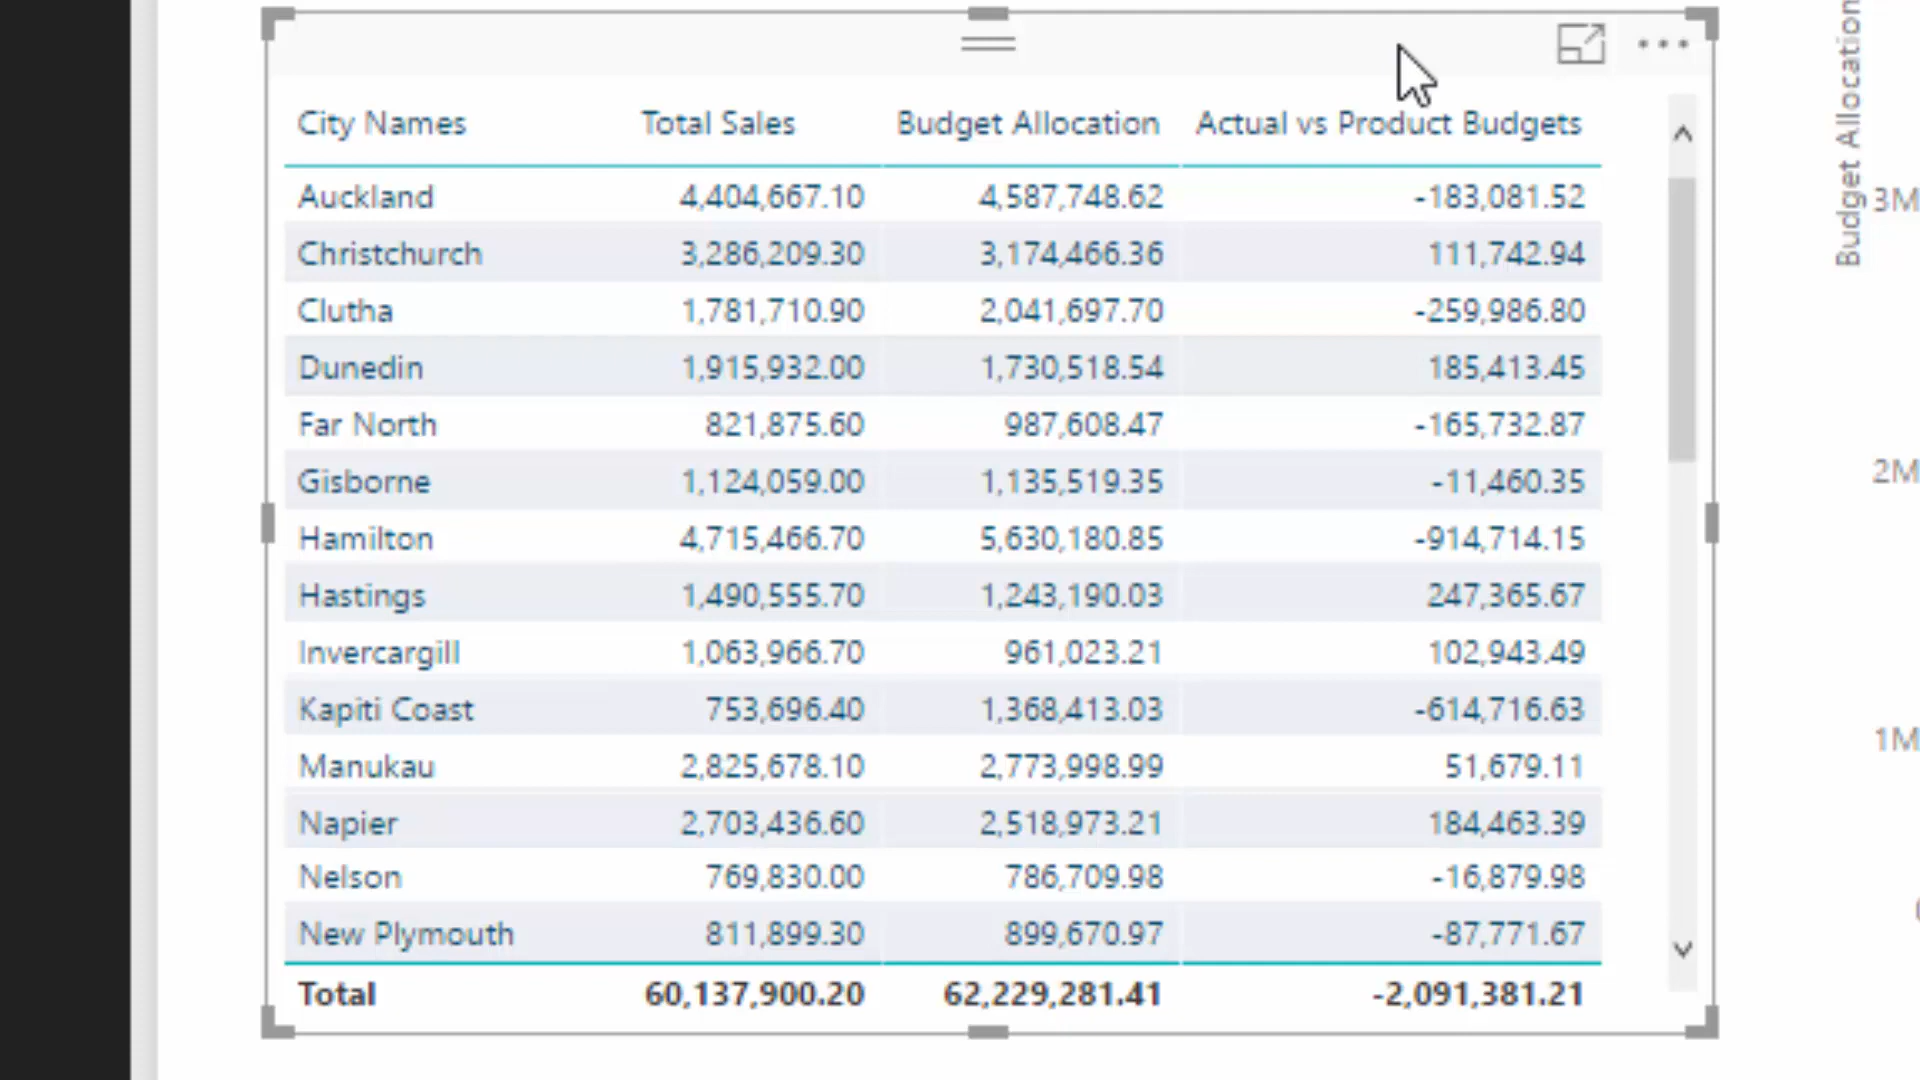 City Names Total Sales Budget Allocation Actual vs Product Budgets
Auckland 4,404,667.10 4,587,748.62 -183,081.52
Christchurch 3,286,209.30 3,174,466.36 111,742.94
Clutha 1,781,710.90 2,041,697.70 -259,986.80
Dunedin 1,915,932.00 1,730,518.54 185,413.45
Far North 821,875.60 987,608.47 -165,732.87
Gisborne 1,124,059.00 1,135,519.35 -11,460.35
Hamilton 4,715,466.70 5,630,180.85 -914,714.15
Hastings 1,490,555.70 1,243,190.03 247,365.67
Invercargill 1,063,966.70 961,023.21 102,943.49
Kapiti Coast 753,696.40 1,368,413.03 -614,716.63
Manukau 2,825,678.10 2,773,998.99 51,679.11
Napier 2,703,436.60 2,518,973.21 184,463.39
Nelson 769,830.00 786,709.98 -16,879.98
New Plymouth 811,899.30 899,670.97 -87,771.67
Total 60,137,900.20 62,229,281.41 -2,091,381.21
Budget Allocation
3M
2M
1M